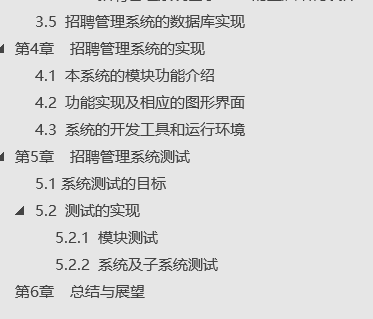 3.5 招聘管理系统的数据库实现
第4章 招聘管理系统的实现
4.1 本系统的模块功能介绍
4.2 功能实现及相应的图形界面
4.3 系统的开发工具和运行环境
第5章 招聘管理系统测试
5.1 系统测试的目标
5.2 测试的实现
5.2.1 模块测试
5.2.2 系统及子系统测试
第6章 总结与展望